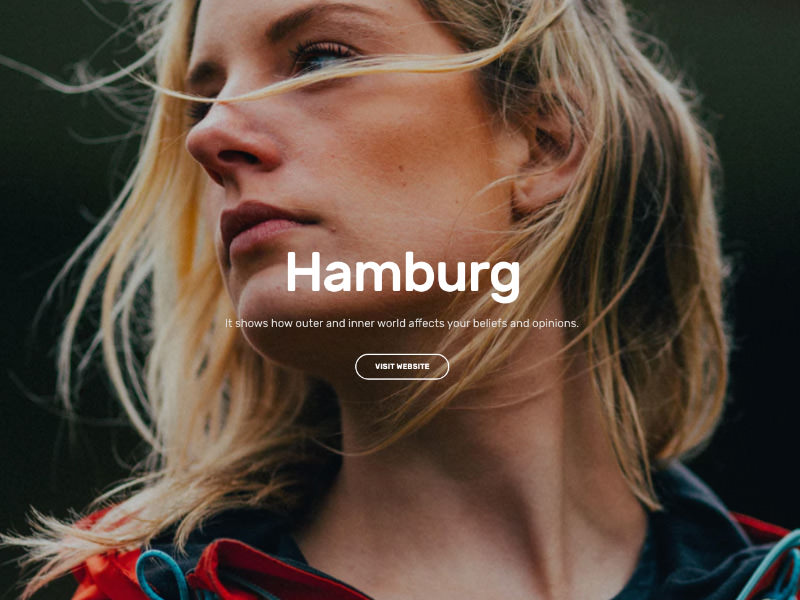 Hamburg
It shows how outer and inner world affects your beliefs and opinions.
VISIT WEBSITE